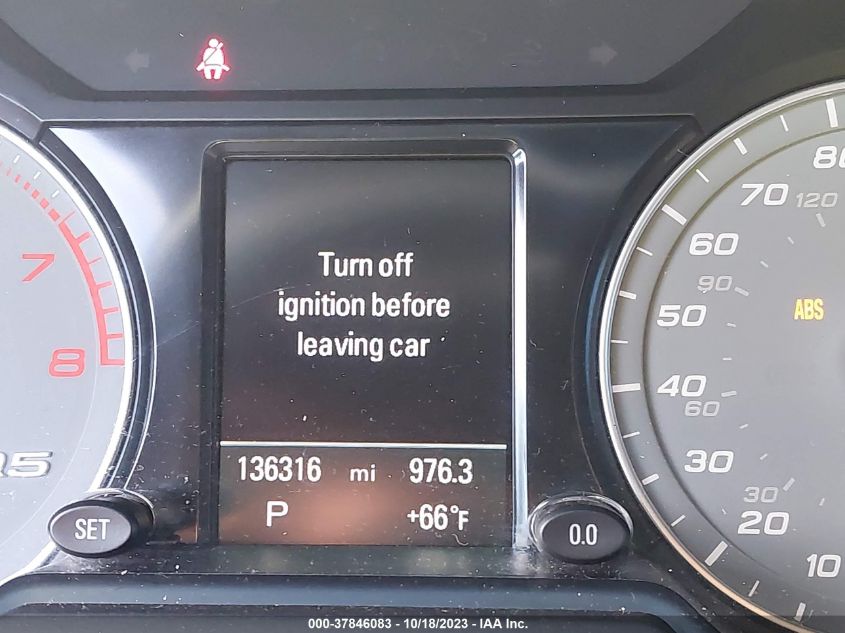 Turn off
ignition before
leaving car
136316 mi 976.3
P +66°F
SET
0.0
7
8
80
70
120
60
90
50
ABS
40
60
30
30
20
10
000-37846083 / 10/18/2023 - IAA Inc.